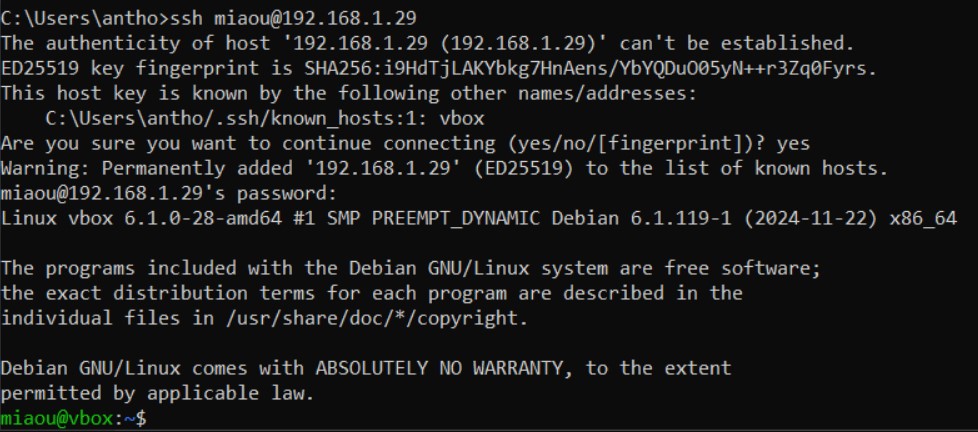 C:\Users\antho>ssh miaou@192.168.1.29
The authenticity of host '192.168.1.29 (192.168.1.29)' can't be established.
ED25519 key fingerprint is SHA256:i9HdTjLAKYbkg7HnAens/YbYQDuO05yN++r3Zq0Fyrs.
This host key is known by the following other names/addresses:
    C:\Users\antho/.ssh/known_hosts:1: vbox
Are you sure you want to continue connecting (yes/no/[fingerprint])? yes
Warning: Permanently added '192.168.1.29' (ED25519) to the list of known hosts.
miaou@192.168.1.29's password:
Linux vbox 6.1.0-28-amd64 #1 SMP PREEMPT_DYNAMIC Debian 6.1.119-1 (2024-11-22) x86_64

The programs included with the Debian GNU/Linux system are free software;
the exact distribution terms for each program are described in the
individual files in /usr/share/doc/*/copyright.

Debian GNU/Linux comes with ABSOLUTELY NO WARRANTY, to the extent
permitted by applicable law.
miaou@vbox:~$